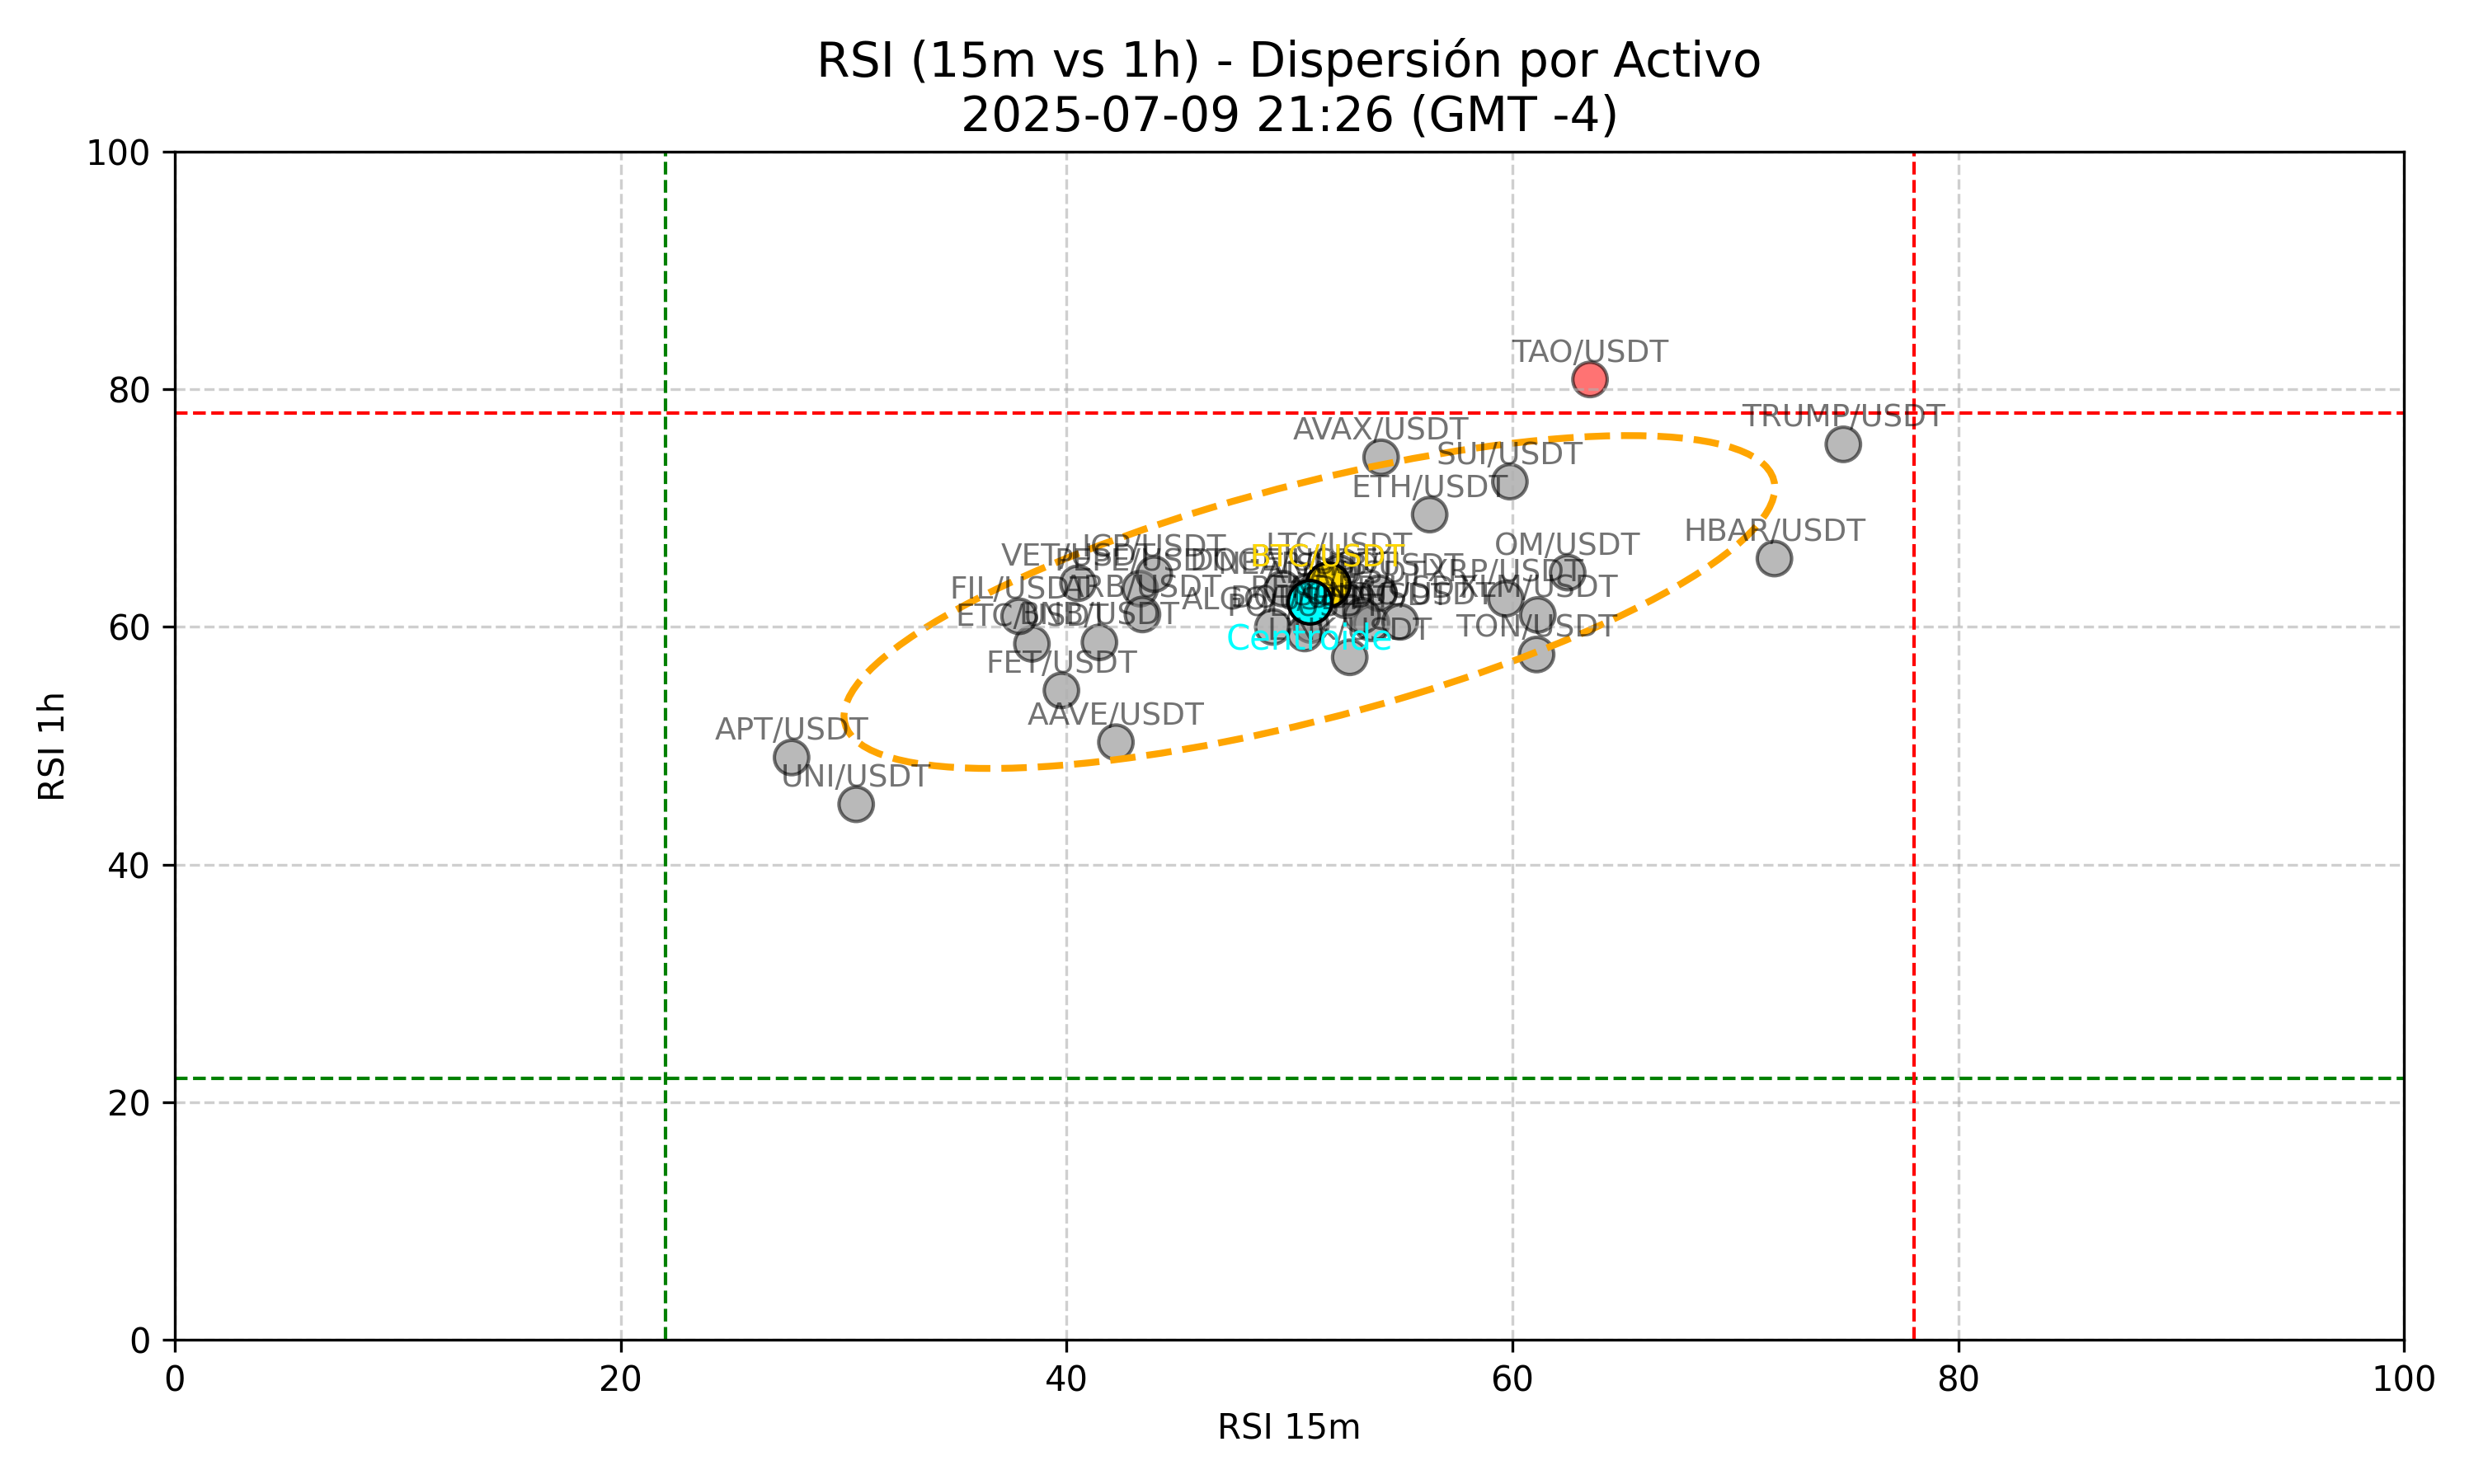 RSI (15m vs 1h) - Dispersión por Activo
2025-07-09 21:26 (GMT -4)
RSI 1h
100
80
60
40
20
0
TAO/USDT
TRUMP/USDT
AVAX/USDT
SUI/USDT
ETH/USDT
HBAR/USDT
OM/USDT
LTC/USDT
BTC/USDT
ICP/USDT
VET/USDT
XRP/USDT
FIL/USDT
ARB/USDT
XLM/USDT
ETC/USDT
BNB/USDT
TON/USDT
Centroide
FET/USDT
AAVE/USDT
APT/USDT
UNI/USDT
0
20
40
60
80
100
RSI 15m